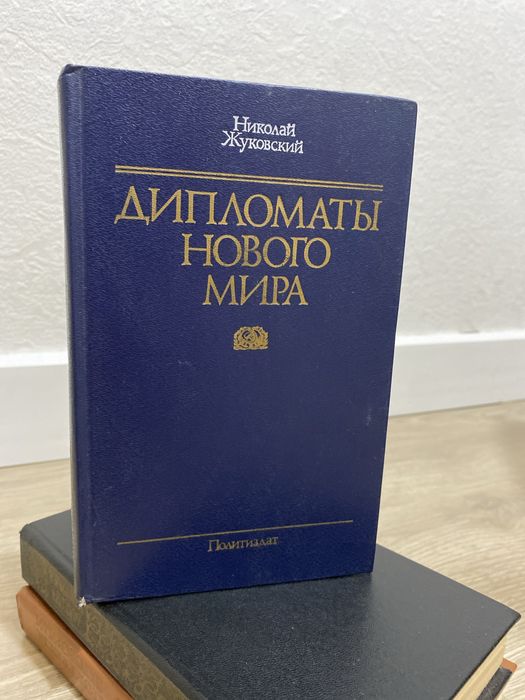 Николай
Жуковский
ДИПЛОМАТЫ
НОВОГО
МИРА
Политиздат